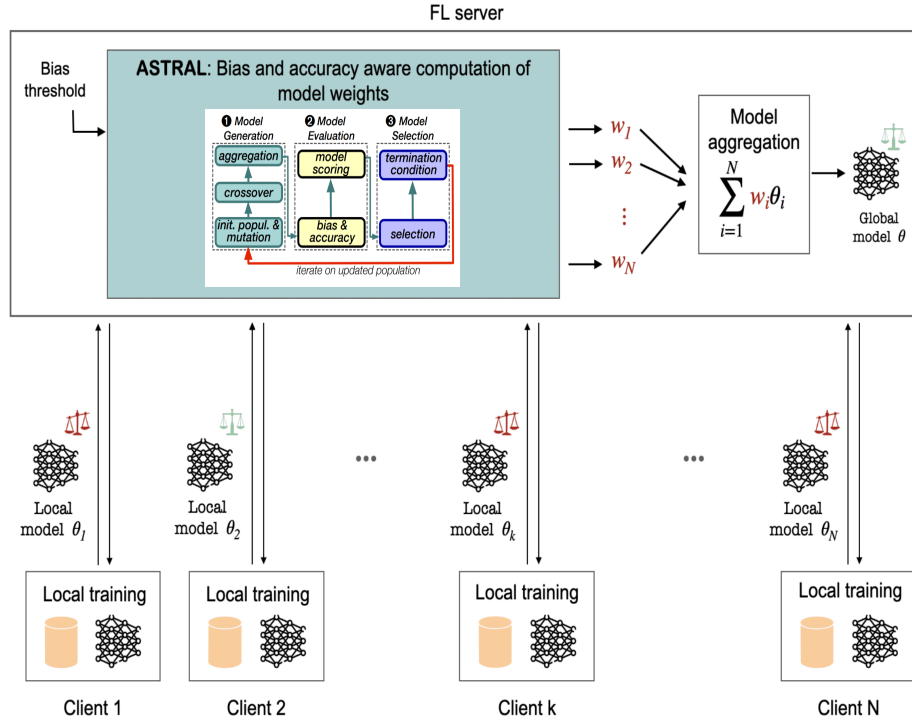 FL server
Bias
threshold
ASTRAL: Bias and accuracy aware computation of
model weights
❶ Model
Generation
❷ Model
Evaluation
❸ Model
Selection
aggregation
crossover
init. popul. &
mutation
model
scoring
bias &
accuracy
termination
condition
selection
iterate on updated population
w1
w2
⋮
wN
Model
aggregation
N
∑ wiθi
i=1
Global
model θ
Local
model θ1
Local
model θ2
...
Local
model θk
...
Local
model θN
Local training
Local training
Local training
Local training
Client 1
Client 2
Client k
Client N